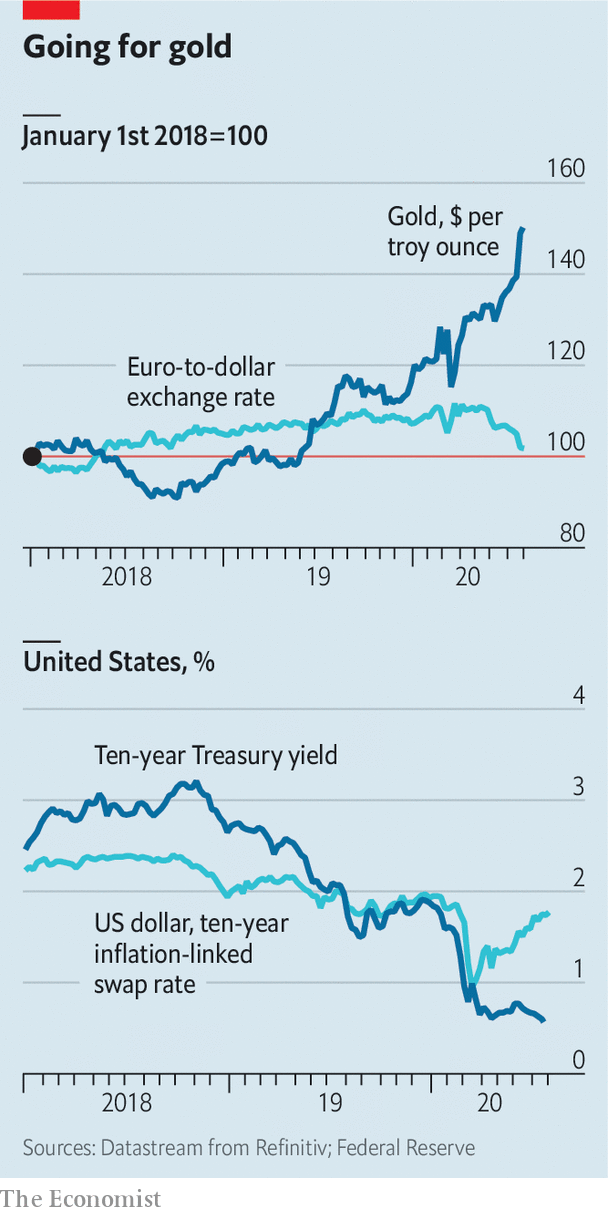 Going for gold
January 1st 2018=100
160
Gold, $ per
troy ounce
140
Euro-to-dollar
exchange rate
120
100
80
2018
19
20
United States, %
4
Ten-year Treasury yield
3
2
US dollar, ten-year
inflation-linked
swap rate
1
0
2018
19
20
Sources: Datastream from Refinitiv; Federal Reserve
The Economist